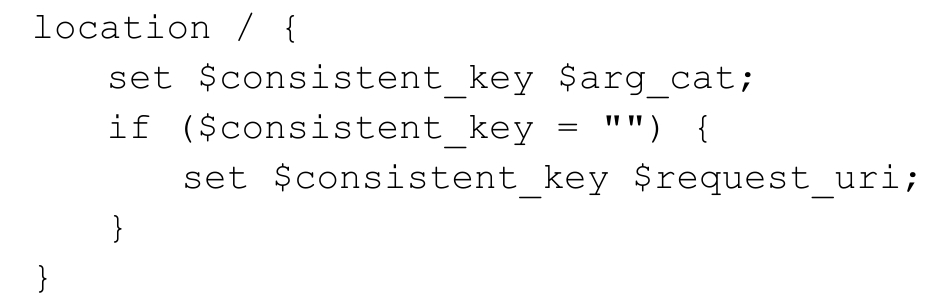 location / {
    set $consistent_key $arg_cat;
    if ($consistent_key = "") {
        set $consistent_key $request_uri;
    }
}